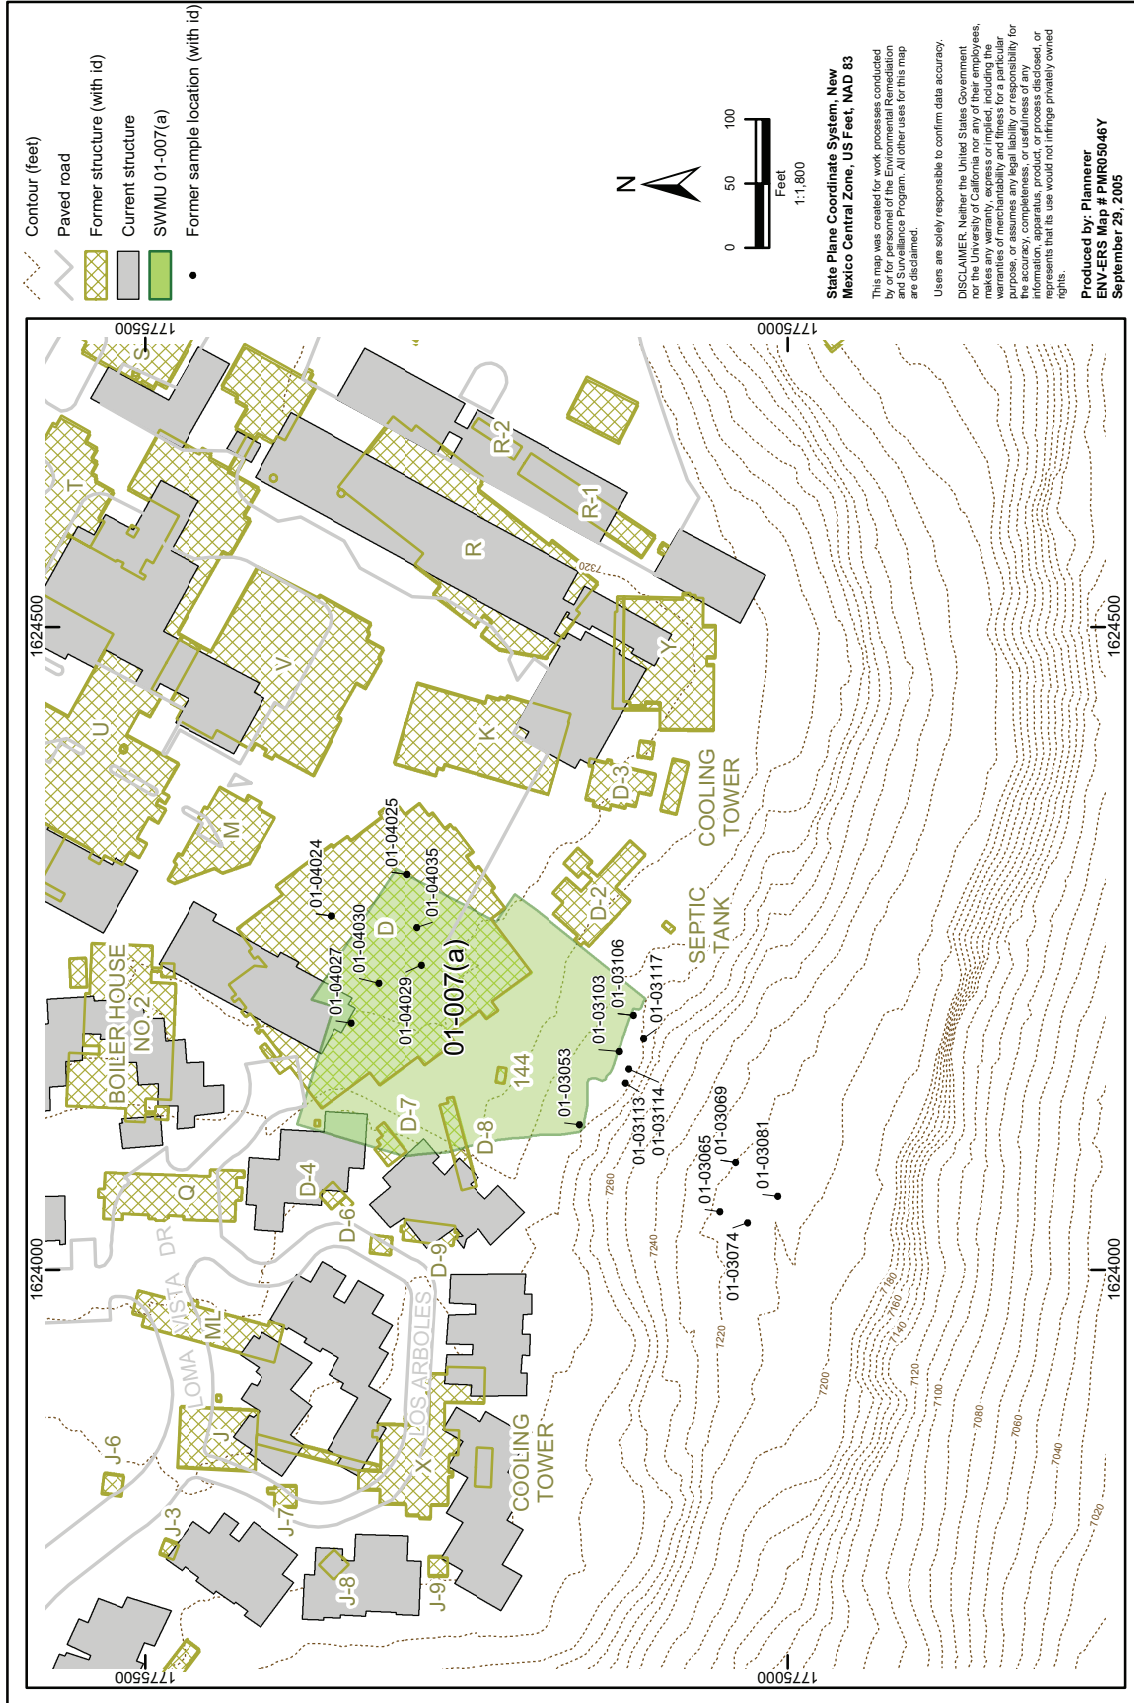 Contour (feet)
Paved road
Former structure (with id)
Current structure
SWMU 01-007(a)
Former sample location (with id)
N
0
50
100
Feet
1:1,800
State Plane Coordinate System, New
Mexico Central Zone, US Feet, NAD 83
This map was created for work processes conducted
by or for personnel of the Environmental Remediation
and Surveillance Program. All other uses for this map
are disclaimed.
Users are solely responsible to confirm data accuracy.
DISCLAIMER. Neither the United States Government
nor the University of California nor any of their employees,
makes any warranty, express or implied, including the
warranties of merchantability and fitness for a particular
purpose, or assumes any legal liability or responsibility for
the accuracy, completeness, or usefulness of any
information, apparatus, product, or process disclosed, or
represents that its use would not infringe privately owned
rights.
Produced by: Plannerer
ENV-ERS Map # PMR05046Y
September 29, 2005
1624000
1624500
1775500
1775500
1775000
1775000
1624000
1624500
J-6
J-3
J-7
J-8
J-9
J
ML
LOMA VISTA DR
X
LOS ARBOLES
COOLING
TOWER
Q
BOILER HOUSE
NO. 2
D-4
D-6
D-7
D-8
D-9
144
D
M
U
V
T
S
K
R
R-1
R-2
Y
D-3
D-2
COOLING
TOWER
SEPTIC
TANK
01-04024
01-04025
01-04027
01-04030
01-04029
01-04035
01-007(a)
01-03053
01-03103
01-03106
01-03117
01-03113
01-03114
01-03065
01-03069
01-03074
01-03081
7320
7260
7240
7220
7200
7180
7160
7140
7120
7100
7080
7060
7040
7020